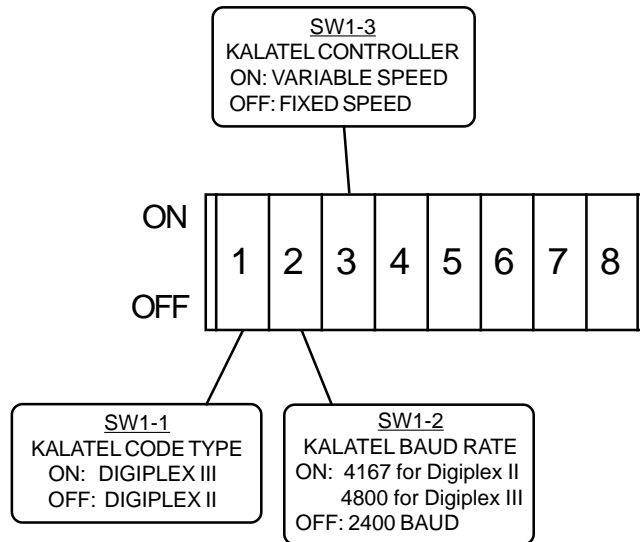 SW1-3
KALATEL CONTROLLER
ON: VARIABLE SPEED
OFF: FIXED SPEED
ON
OFF
1 2 3 4 5 6 7 8
SW1-1
KALATEL CODE TYPE
ON: DIGIPLEX III
OFF: DIGIPLEX II
SW1-2
KALATEL BAUD RATE
ON: 4167 for Digiplex II
4800 for Digiplex III
OFF: 2400 BAUD